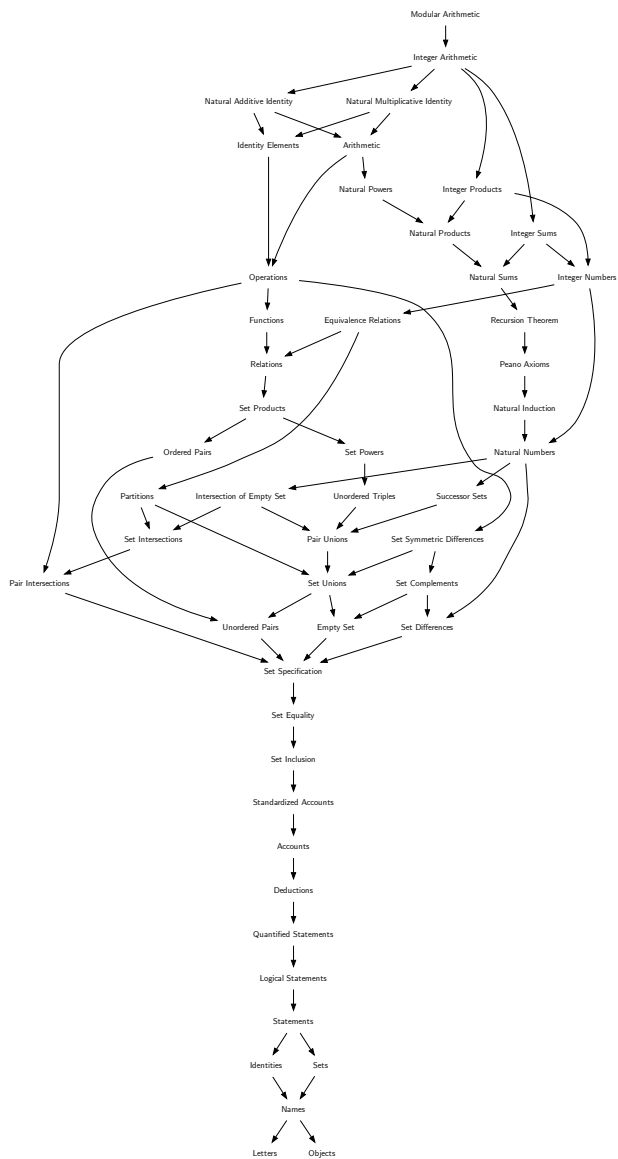 Modular Arithmetic
Integer Arithmetic
Natural Additive Identity
Natural Multiplicative Identity
Identity Elements
Arithmetic
Natural Powers
Integer Products
Natural Products
Integer Sums
Operations
Natural Sums
Integer Numbers
Functions
Equivalence Relations
Recursion Theorem
Relations
Peano Axioms
Set Products
Natural Induction
Ordered Pairs
Set Powers
Natural Numbers
Partitions
Intersection of Empty Set
Unordered Triples
Successor Sets
Set Intersections
Pair Unions
Set Symmetric Differences
Pair Intersections
Set Unions
Set Complements
Unordered Pairs
Empty Set
Set Differences
Set Specification
Set Equality
Set Inclusion
Standardized Accounts
Accounts
Deductions
Quantified Statements
Logical Statements
Statements
Identities
Sets
Names
Letters
Objects